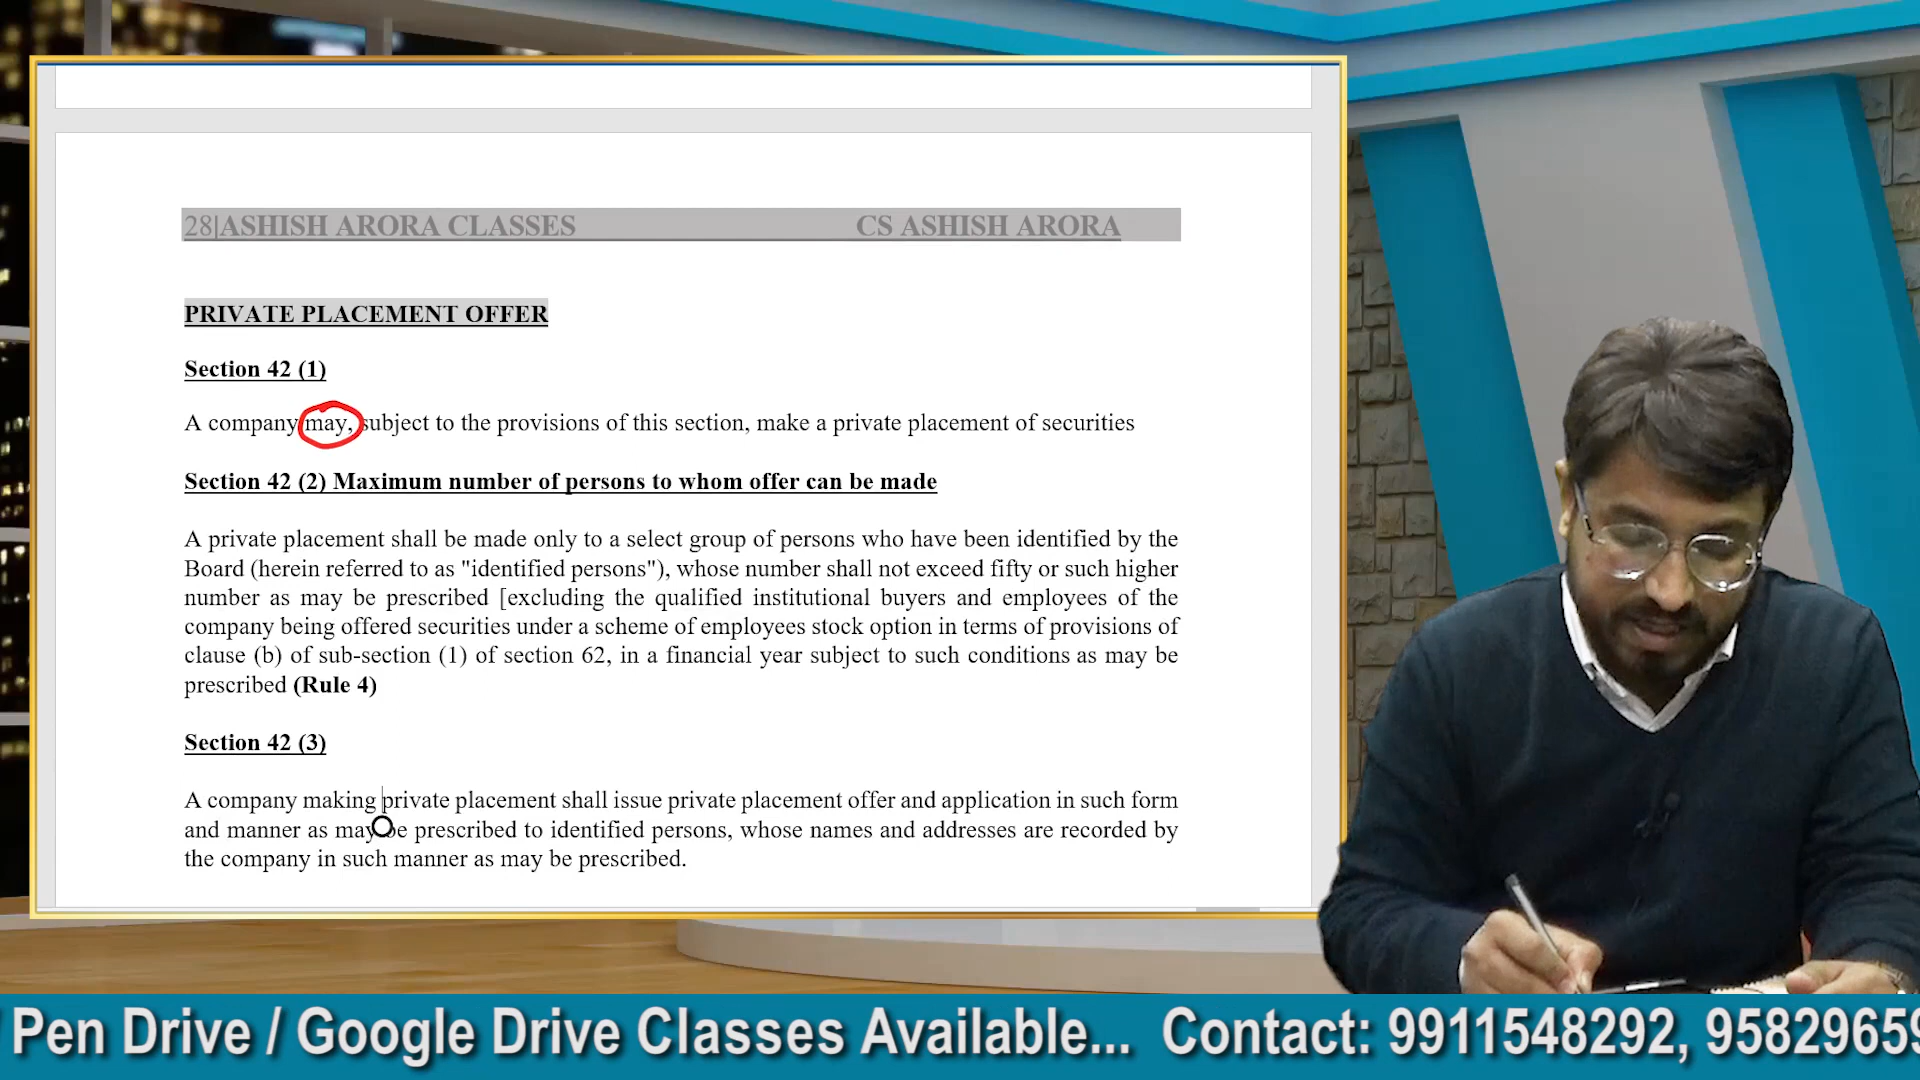 28|ASHISH ARORA CLASSES CS ASHISH ARORA
PRIVATE PLACEMENT OFFER
Section 42 (1)
A company may, subject to the provisions of this section, make a private placement of securities
Section 42 (2) Maximum number of persons to whom offer can be made
A private placement shall be made only to a select group of persons who have been identified by the
Board (herein referred to as "identified persons"), whose number shall not exceed fifty or such higher
number as may be prescribed [excluding the qualified institutional buyers and employees of the
company being offered securities under a scheme of employees stock option in terms of provisions of
clause (b) of sub-section (1) of section 62, in a financial year subject to such conditions as may be
prescribed (Rule 4)
Section 42 (3)
A company making private placement shall issue private placement offer and application in such form
and manner as may be prescribed to identified persons, whose names and addresses are recorded by
the company in such manner as may be prescribed.
Pen Drive / Google Drive Classes Available... Contact: 9911548292, 95829659